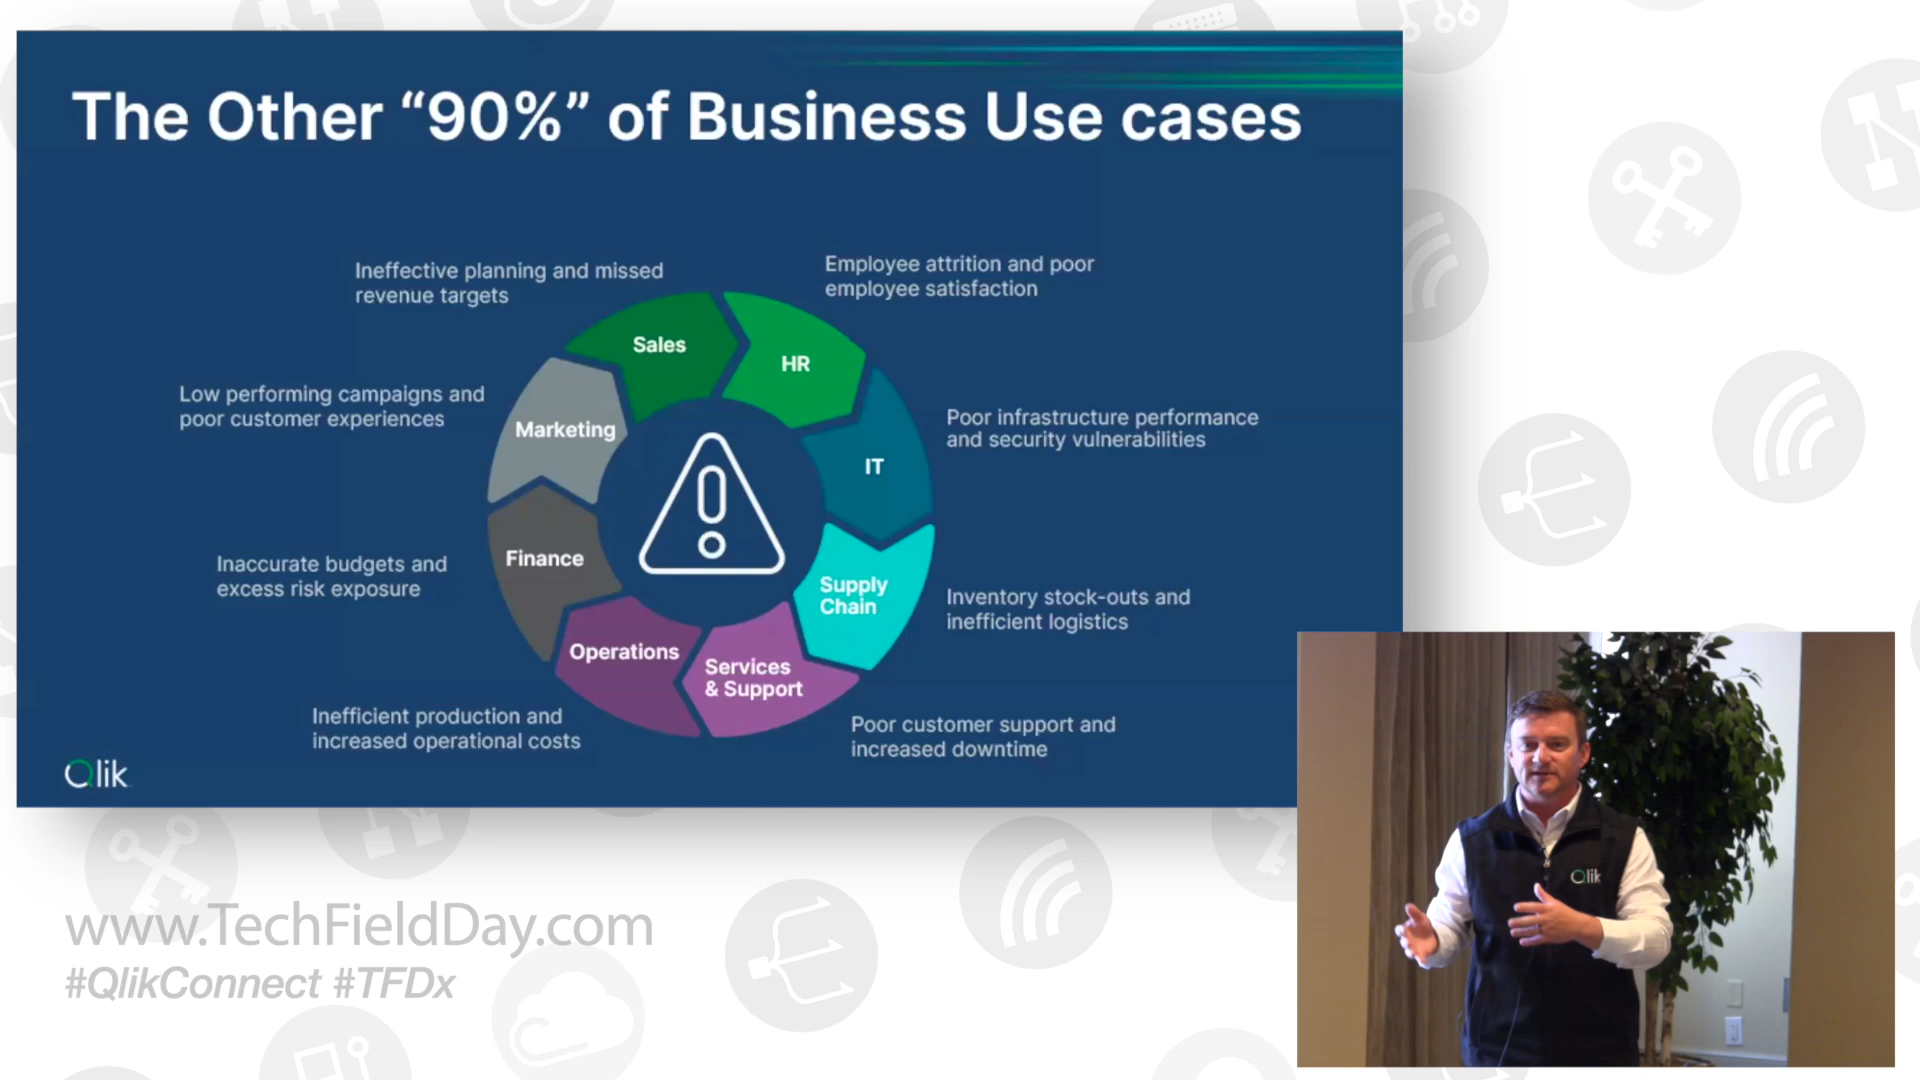 The Other “90%” of Business Use cases
Ineffective planning and missed
revenue targets
Employee attrition and poor
employee satisfaction
Sales
HR
Low performing campaigns and
poor customer experiences
Marketing
Poor infrastructure performance
and security vulnerabilities
IT
Inaccurate budgets and
excess risk exposure
Finance
Supply
Chain
Inventory stock-outs and
inefficient logistics
Operations
Services
& Support
Inefficient production and
increased operational costs
Poor customer support and
increased downtime
Qlik
Qlik
www.TechFieldDay.com
#QlikConnect #TFDx